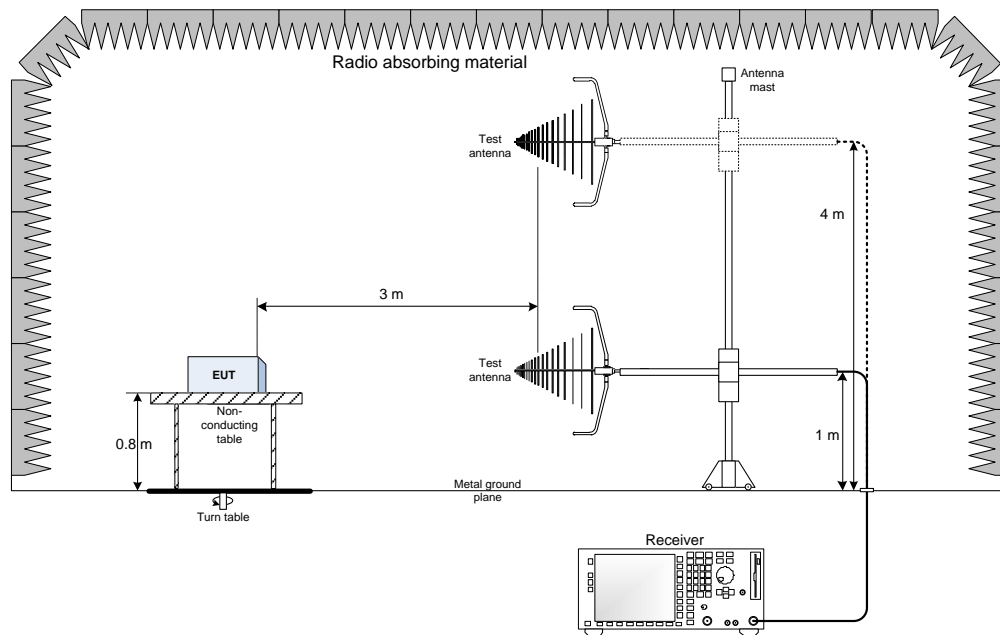 Radio absorbing material
Antenna
mast
Test
antenna
4 m
3 m
Test
antenna
EUT
Non-
conducting
table
0.8 m
1 m
Metal ground
plane
Turn table
Receiver